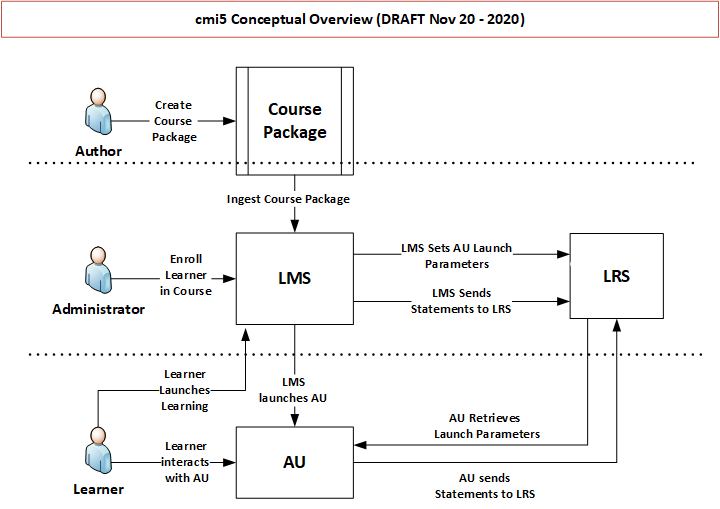 cmi5 Conceptual Overview (DRAFT Nov 20 - 2020)
Create
Course
Package
Author
Course
Package
Ingest Course Package
Enroll
Learner
in Course
Administrator
LMS
LMS Sets AU Launch
Parameters
LMS Sends
Statements to LRS
LRS
Learner
Launches
Learning
LMS
launches AU
Learner
interacts
with AU
Learner
AU
AU Retrieves
Launch Parameters
AU sends
Statements to LRS